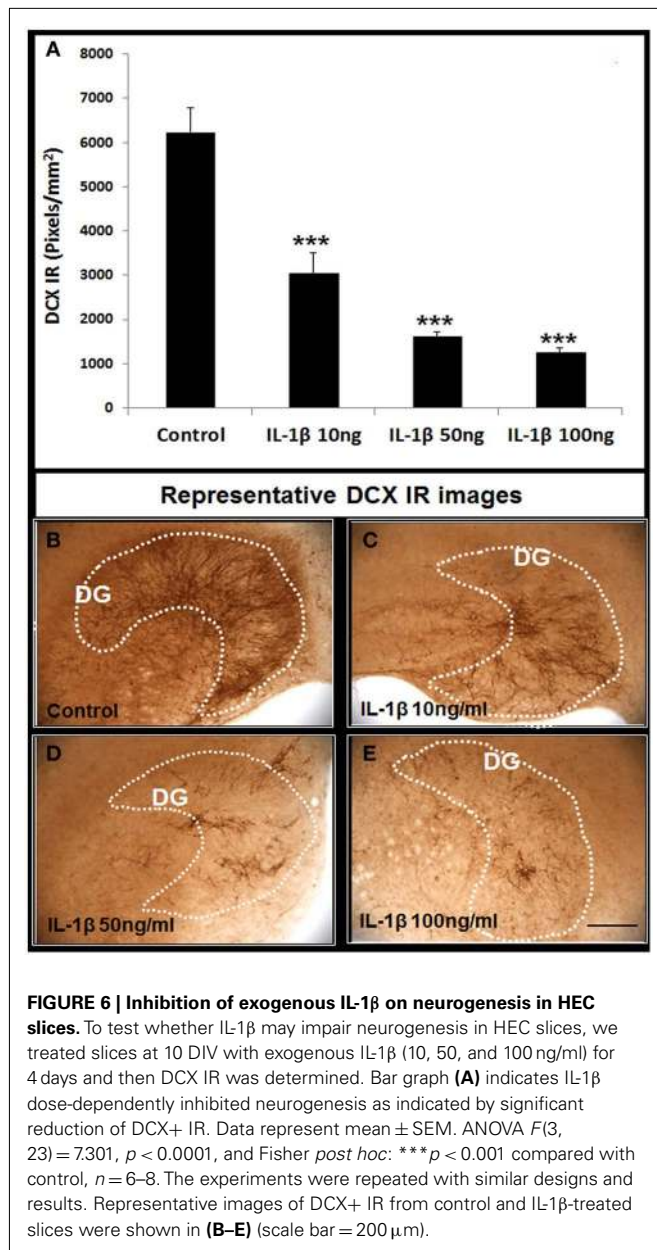 A
8000
7000
6000
5000
4000
3000
2000
1000
0
DCX IR (Pixels/mm²)
***
***
***
Control
IL-1β 10ng
IL-1β 50ng
IL-1β 100ng
Representative DCX IR images
B
DG
Control
C
DG
IL-1β 10ng/ml
D
DG
IL-1β 50ng/ml
E
DG
IL-1β 100ng/ml
FIGURE 6 | Inhibition of exogenous IL-1β on neurogenesis in HEC
slices. To test whether IL-1β may impair neurogenesis in HEC slices, we
treated slices at 10 DIV with exogenous IL-1β (10, 50, and 100 ng/ml) for
4 days and then DCX IR was determined. Bar graph (A) indicates IL-1β
dose-dependently inhibited neurogenesis as indicated by significant
reduction of DCX+ IR. Data represent mean ± SEM. ANOVA F(3,
23) = 7.301, p < 0.0001, and Fisher post hoc: ***p < 0.001 compared with
control, n = 6–8. The experiments were repeated with similar designs and
results. Representative images of DCX+ IR from control and IL-1β-treated
slices were shown in (B–E) (scale bar = 200 μm).